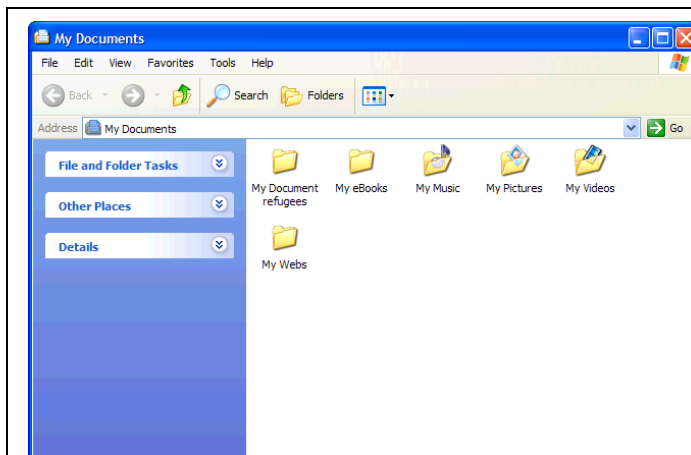 My Documents
File Edit View Favorites Tools Help
Back Search Folders
Address My Documents Go
File and Folder Tasks
Other Places
Details
My Document refugees
My eBooks
My Music
My Pictures
My Videos
My Webs